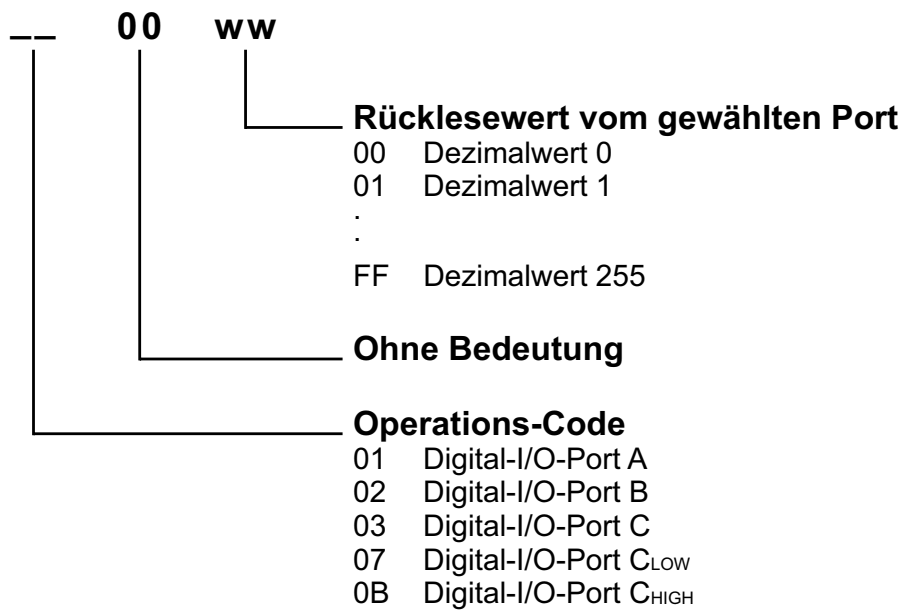 __ 00 ww
Rücklesewert vom gewählten Port
00 Dezimalwert 0
01 Dezimalwert 1
.
.
FF Dezimalwert 255
Ohne Bedeutung
Operations-Code
01 Digital-I/O-Port A
02 Digital-I/O-Port B
03 Digital-I/O-Port C
07 Digital-I/O-Port CLOW
0B Digital-I/O-Port CHIGH